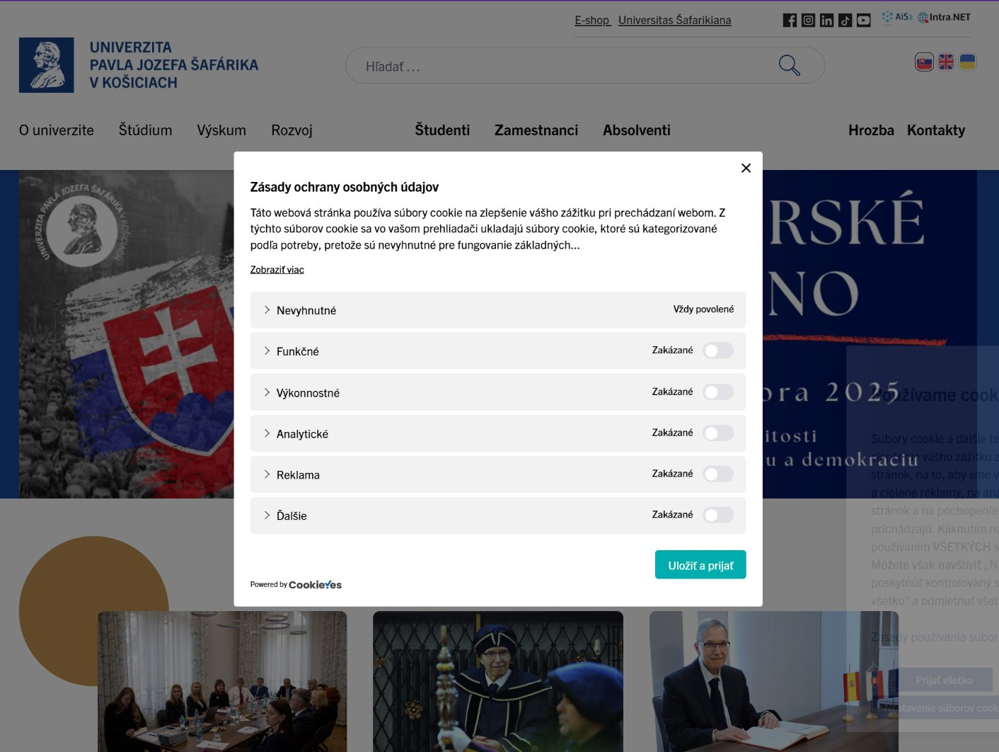 E-shop Universitas Šafarikiana
AiS2 Intra.NET
UNIVERZITA
PAVLA JOZEFA ŠAFÁRIKA
V KOŠICIACH
Hľadať …
O univerzite Štúdium Výskum Rozvoj Študenti Zamestnanci Absolventi Hrozba Kontakty
UNIVERZITA PAVLA JOZEFA ŠAFÁRIKA V KOŠICIACH
RSKÉ
NO
ora 2025
itosti
u a demokraciu
Zásady ochrany osobných údajov
Táto webová stránka používa súbory cookie na zlepšenie vášho zážitku pri prechádzaní webom. Z
týchto súborov cookie sa vo vašom prehliadači ukladajú súbory cookie, ktoré sú kategorizované
podľa potreby, pretože sú nevyhnutné pre fungovanie základných...
Zobraziť viac
Nevyhnutné Vždy povolené
Funkčné Zakázané
Výkonnostné Zakázané
Analytické Zakázané
Reklama Zakázané
Ďalšie Zakázané
Uložiť a prijať
Powered by CookieYes
Používame cook
Súbory cookie a ďalšie te
zlepšenie vášho zážitku z
stránok, na to, aby sme v
a cielené reklamy, na ana
stránok a na pochopenie
prichádzajú. Kliknutím na
používaním VŠETKÝCH s
Môžete však navštíviť „Na
poskytnúť kontrolovaný s
všetko" a odmietnuť všet
Zásady používania súbor
Prijať všetko
Nastavenia súborov cook